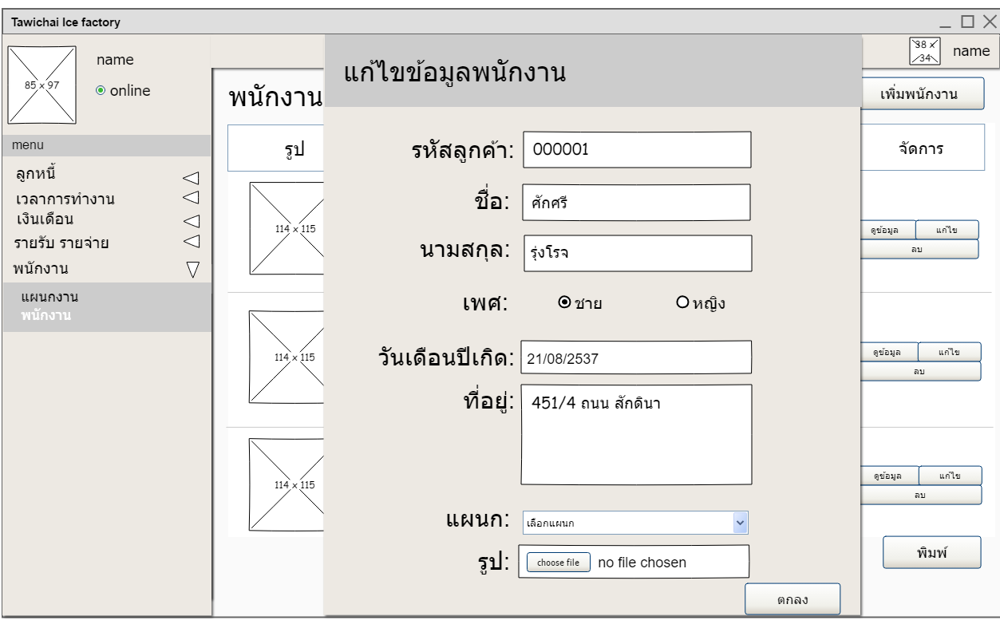 Tawichai Ice factory
85 x 97
name
online
38 x 34
name
menu
ลูกหนี้
เวลาการทำงาน
เงินเดือน
รายรับ รายจ่าย
พนักงาน
แผนกงาน
พนักงาน
พนักงาน
เพิ่มพนักงาน
รูป
จัดการ
114 x 115
ดูข้อมูล แก้ไข
ลบ
114 x 115
ดูข้อมูล แก้ไข
ลบ
114 x 115
ดูข้อมูล แก้ไข
ลบ
พิมพ์
แก้ไขข้อมูลพนักงาน
รหัสลูกค้า: 000001
ชื่อ: ศักศรี
นามสกุล: รุ่งโรจ
เพศ: ชาย หญิง
วันเดือนปีเกิด: 21/08/2537
ที่อยู่: 451/4 ถนน สักดินา
แผนก: เลือกแผนก
รูป: choose file no file chosen
ตกลง